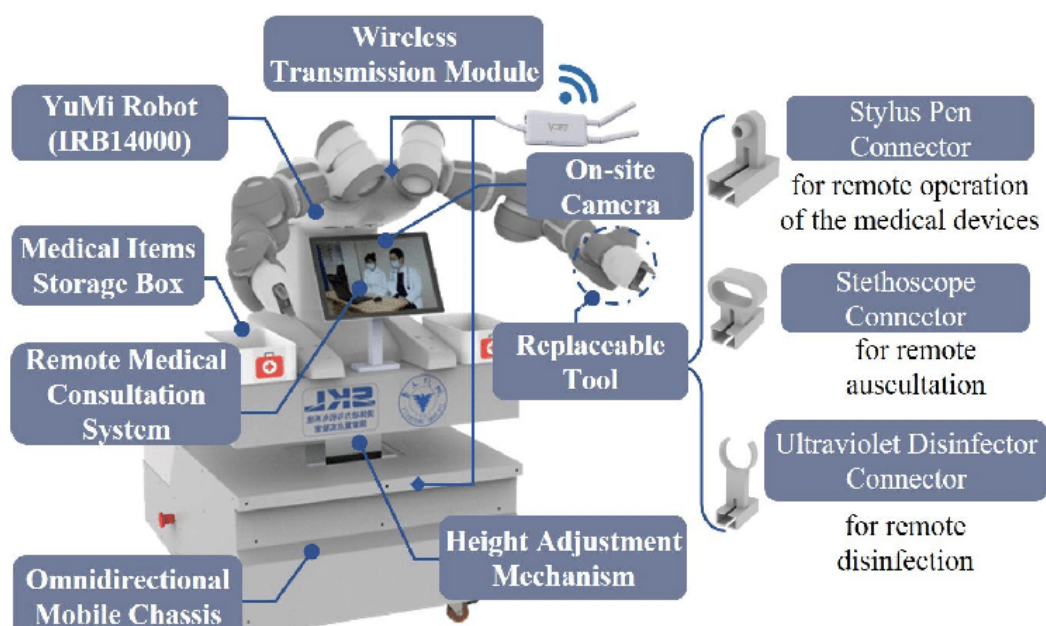 Wireless
Transmission Module
YuMi Robot
(IRB14000)
On-site
Camera
Medical Items
Storage Box
Remote Medical
Consultation
System
Replaceable
Tool
Height Adjustment
Mechanism
Omnidirectional
Mobile Chassis
Stylus Pen
Connector
for remote operation
of the medical devices
Stethoscope
Connector
for remote
auscultation
Ultraviolet Disinfector
Connector
for remote
disinfection